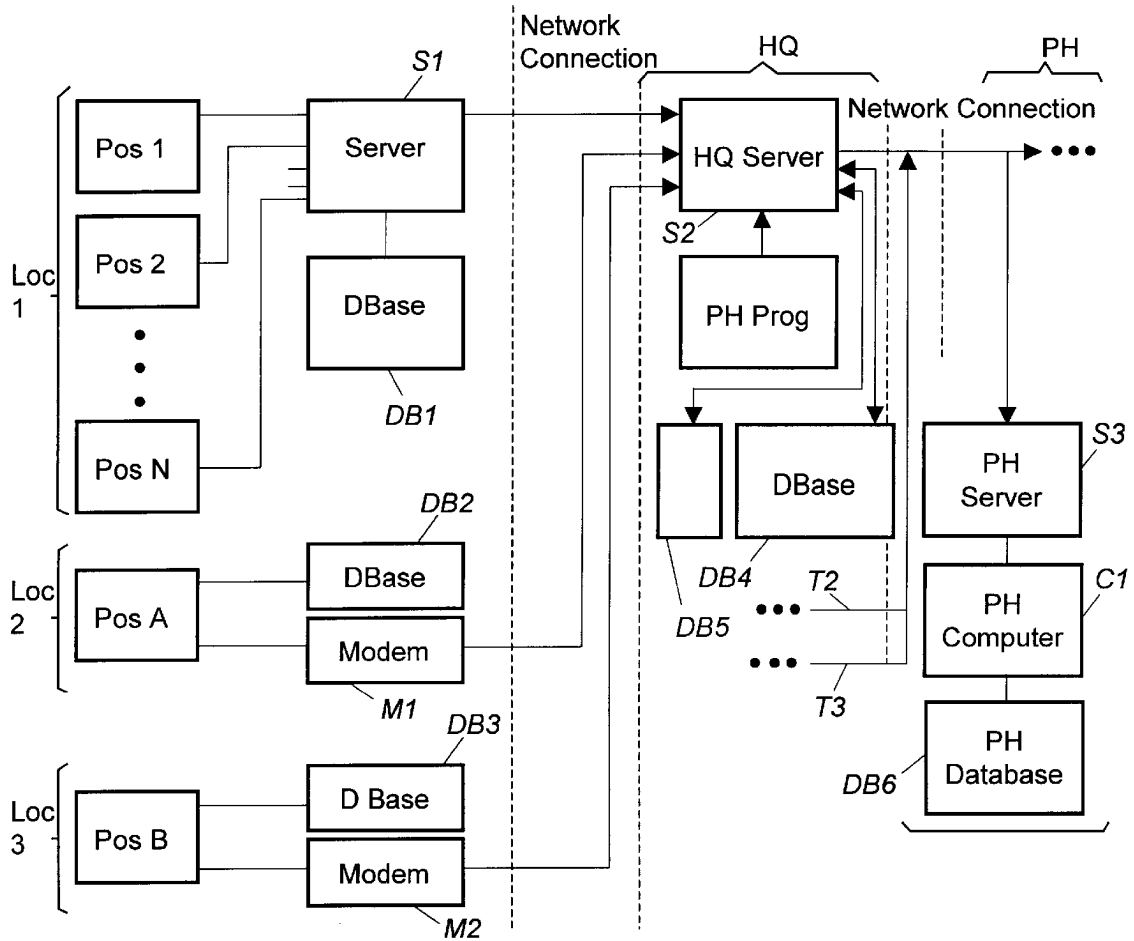 Network
Connection
HQ
PH
S1
Network Connection
Pos 1
Server
HQ Server
S2
Loc
1
Pos 2
DBase
PH Prog
DB1
Pos N
DBase
PH
Server
S3
DB2
DB4
DB5
Loc
2
Pos A
DBase
Modem
M1
T2
T3
PH
Computer
C1
DB3
Loc
3
Pos B
D Base
Modem
M2
PH
Database
DB6